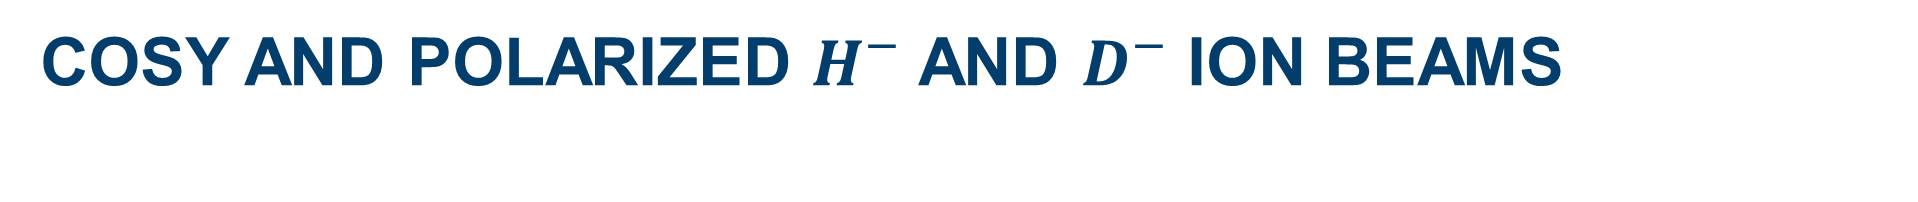 COSY AND POLARIZED H⁻ AND D⁻ ION BEAMS